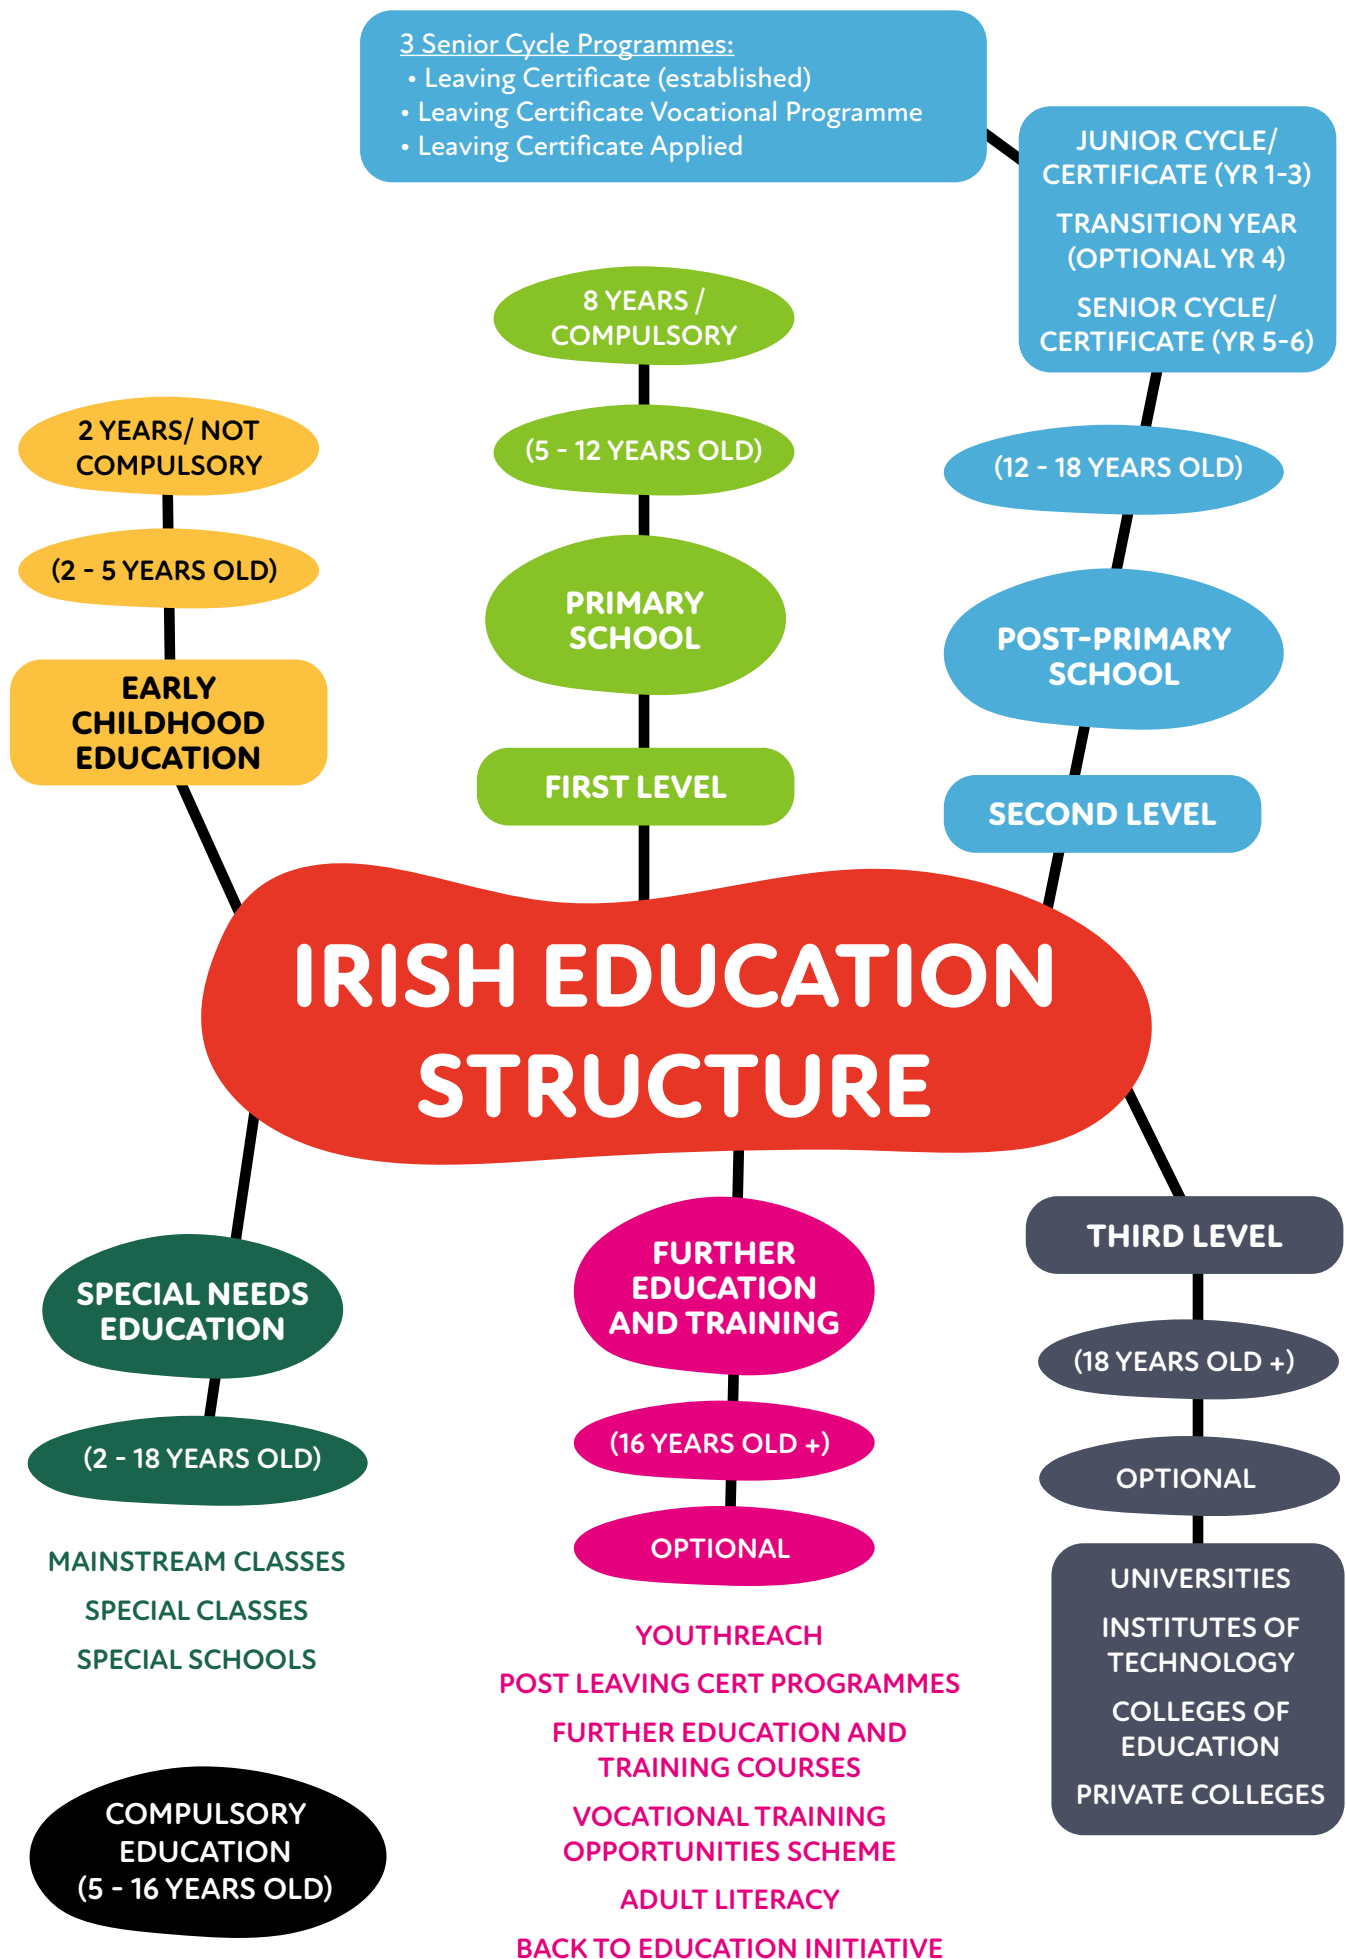 3 Senior Cycle Programmes:
• Leaving Certificate (established)
• Leaving Certificate Vocational Programme
• Leaving Certificate Applied
JUNIOR CYCLE/
CERTIFICATE (YR 1-3)
TRANSITION YEAR
(OPTIONAL YR 4)
SENIOR CYCLE/
CERTIFICATE (YR 5-6)
8 YEARS /
COMPULSORY
(5 - 12 YEARS OLD)
PRIMARY
SCHOOL
FIRST LEVEL
(12 - 18 YEARS OLD)
POST-PRIMARY
SCHOOL
SECOND LEVEL
2 YEARS/ NOT
COMPULSORY
(2 - 5 YEARS OLD)
EARLY
CHILDHOOD
EDUCATION
IRISH EDUCATION
STRUCTURE
SPECIAL NEEDS
EDUCATION
(2 - 18 YEARS OLD)
MAINSTREAM CLASSES
SPECIAL CLASSES
SPECIAL SCHOOLS
COMPULSORY
EDUCATION
(5 - 16 YEARS OLD)
FURTHER
EDUCATION
AND TRAINING
(16 YEARS OLD +)
OPTIONAL
YOUTHREACH
POST LEAVING CERT PROGRAMMES
FURTHER EDUCATION AND
TRAINING COURSES
VOCATIONAL TRAINING
OPPORTUNITIES SCHEME
ADULT LITERACY
BACK TO EDUCATION INITIATIVE
THIRD LEVEL
(18 YEARS OLD +)
OPTIONAL
UNIVERSITIES
INSTITUTES OF
TECHNOLOGY
COLLEGES OF
EDUCATION
PRIVATE COLLEGES